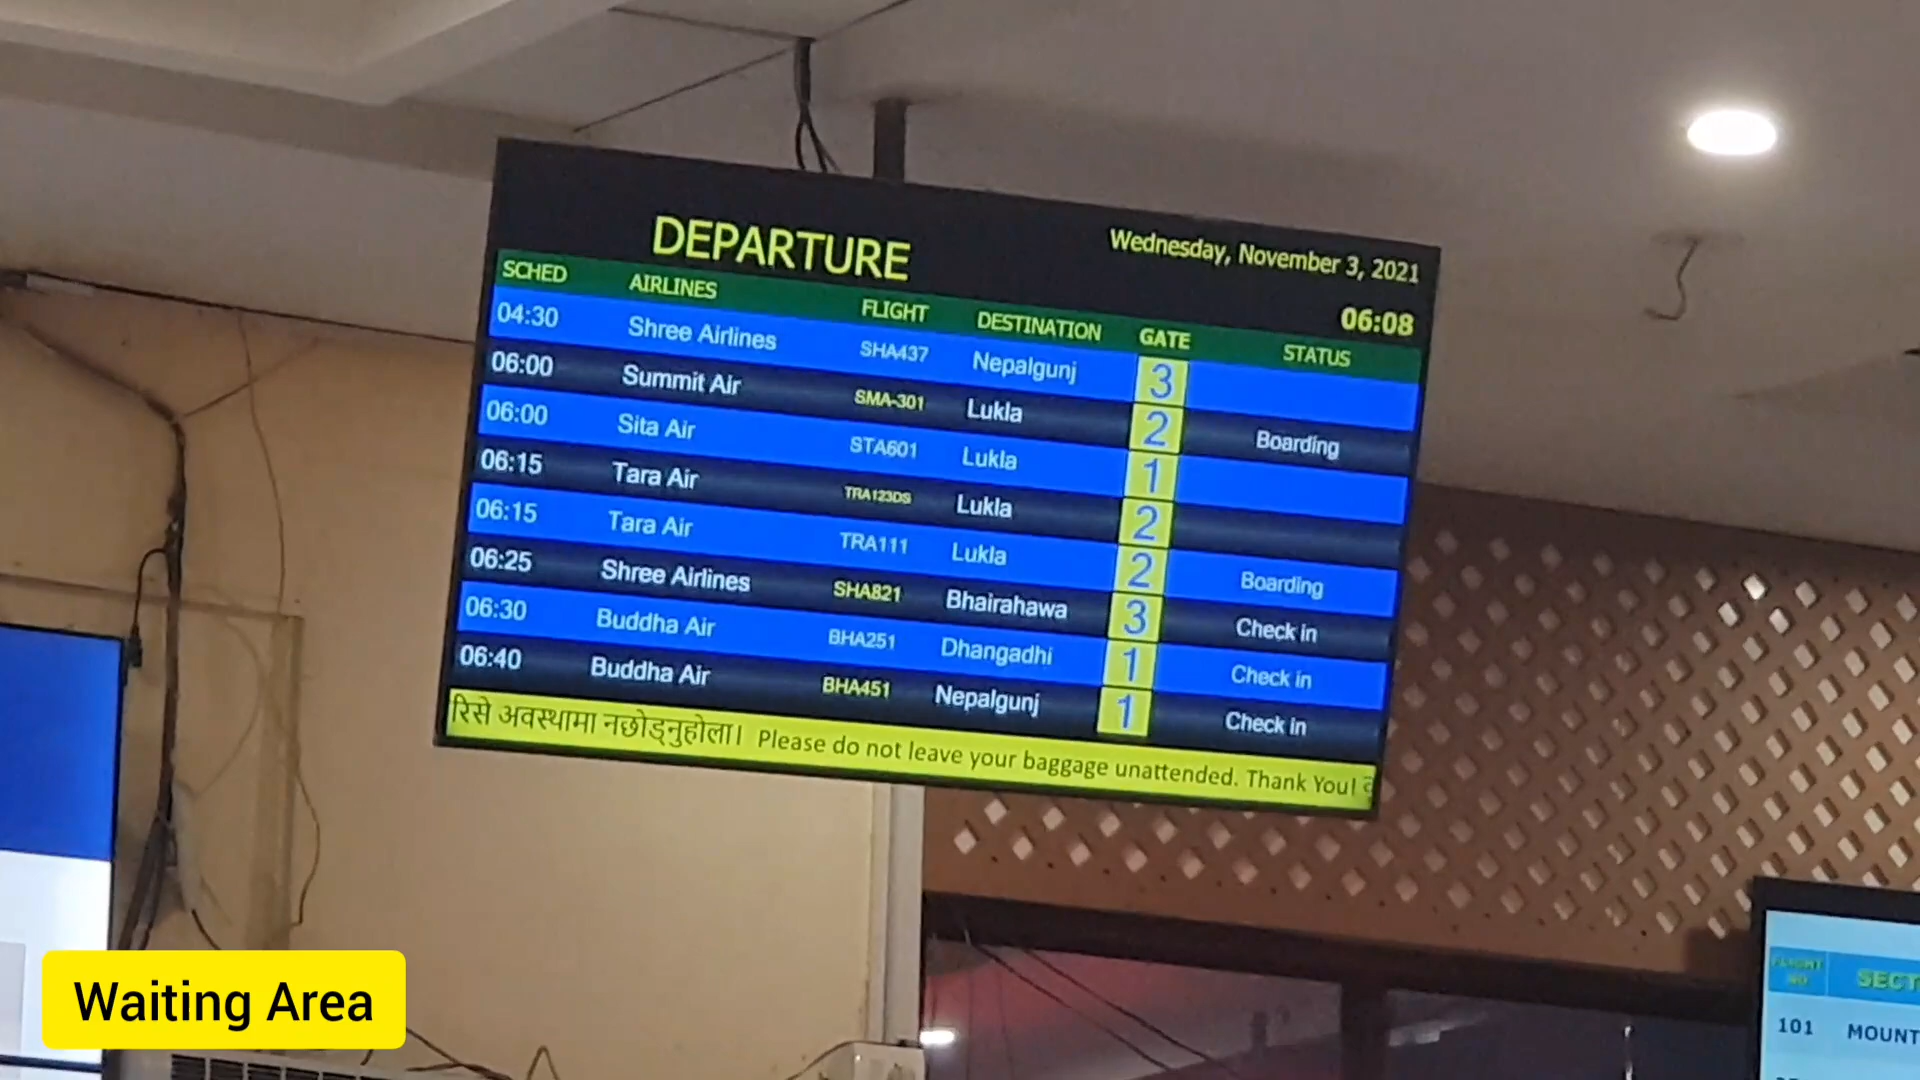 DEPARTURE
Wednesday, November 3, 2021
06:08
SCHED AIRLINES FLIGHT DESTINATION GATE STATUS
04:30 Shree Airlines SHA437 Nepalgunj 3
06:00 Summit Air SMA-301 Lukla 2 Boarding
06:00 Sita Air STA601 Lukla 1
06:15 Tara Air TRA123DS Lukla 2
06:15 Tara Air TRA111 Lukla 2 Boarding
06:25 Shree Airlines SHA821 Bhairahawa 3 Check in
06:30 Buddha Air BHA251 Dhangadhi 1 Check in
06:40 Buddha Air BHA451 Nepalgunj 1 Check in
रिसे अवस्थामा नछोड्नुहोला। Please do not leave your baggage unattended. Thank You!
Waiting Area
FLIGHT NO SECT
101 MOUNT